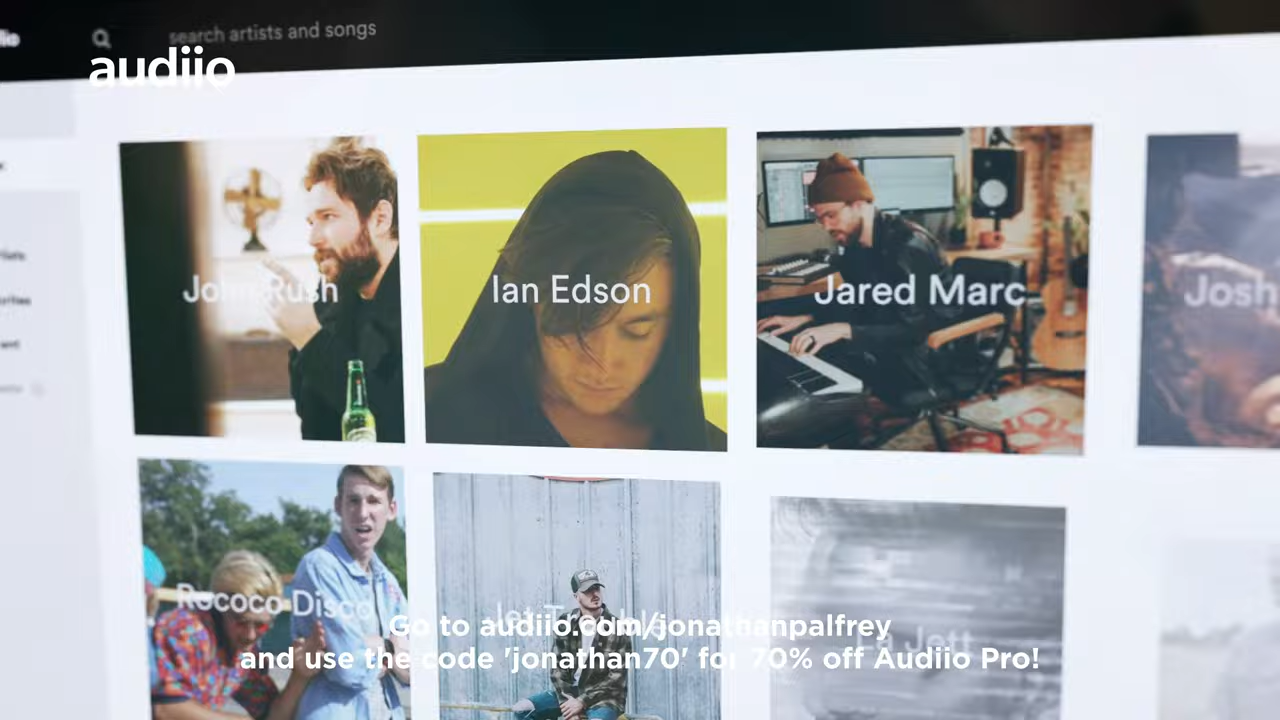 search artists and songs
audiio
John Rush
Ian Edson
Jared Marc
Josh
Rococo Disco
Go to audiio.com/jonathanpalfrey
Jett
and use the code 'jonathan70' for 70% off Audiio Pro!